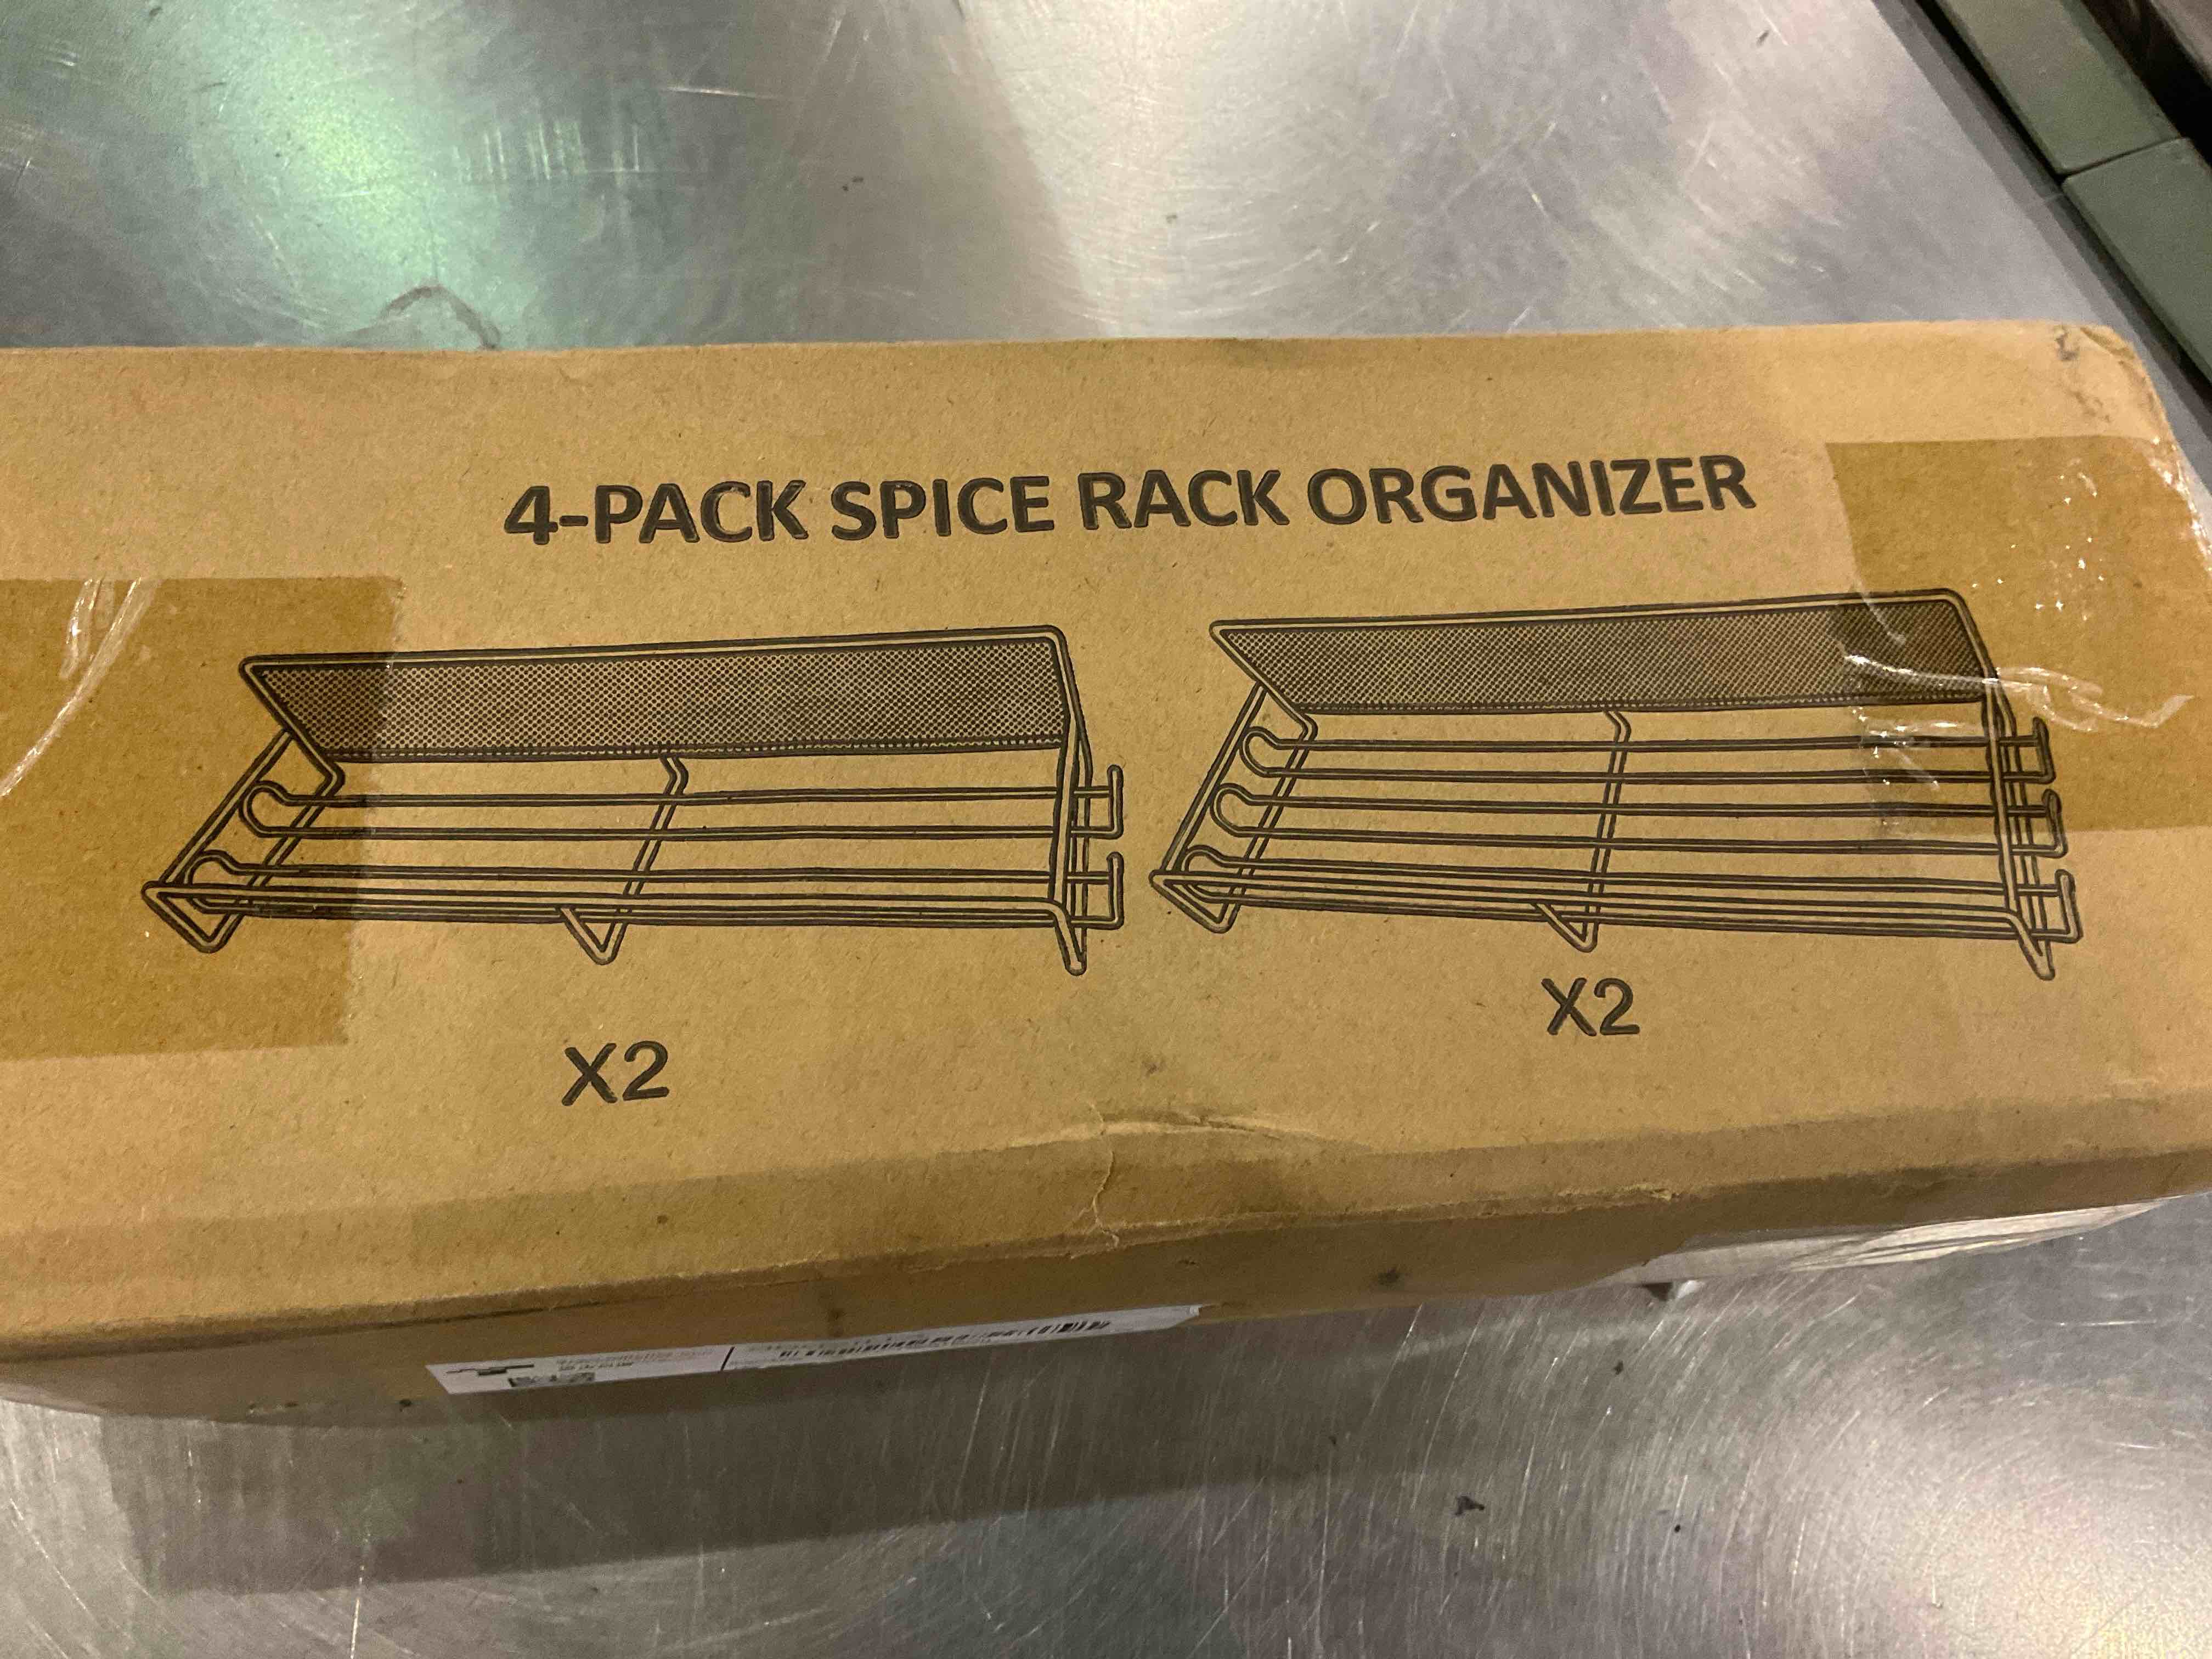 4-PACK SPICE RACK ORGANIZER
X2
X2